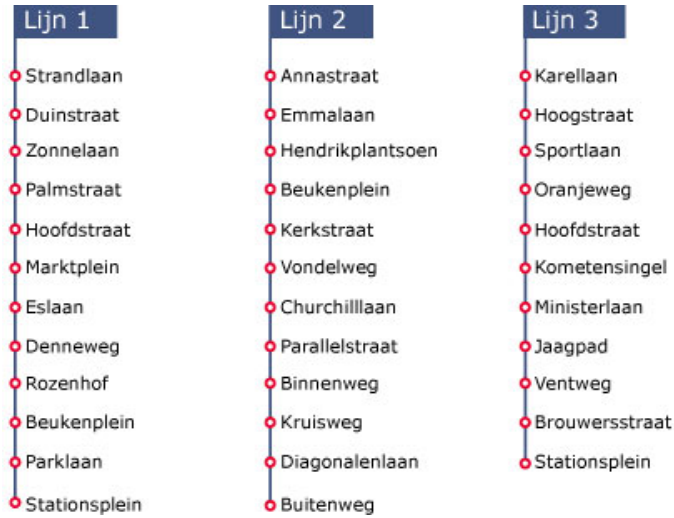 Lijn 1
Strandlaan
Duinstraat
Zonnelaan
Palmstraat
Hoofdstraat
Marktplein
Eslaan
Denneweg
Rozenhof
Beukenplein
Parklaan
Stationsplein
Lijn 2
Annastraat
Emmalaan
Hendrikplantsoen
Beukenplein
Kerkstraat
Vondelweg
Churchilllaan
Parallelstraat
Binnenweg
Kruisweg
Diagonalenlaan
Buitenweg
Lijn 3
Karellaan
Hoogstraat
Sportlaan
Oranjeweg
Hoofdstraat
Kometensingel
Ministerlaan
Jaagpad
Ventweg
Brouwersstraat
Stationsplein